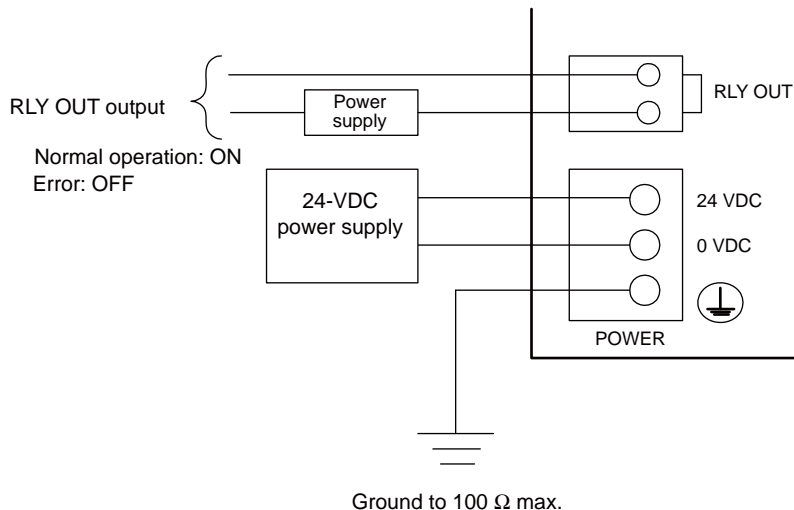 RLY OUT output
Power
supply
RLY OUT
Normal operation: ON
Error: OFF
24-VDC
power supply
24 VDC
0 VDC
POWER
Ground to 100 Ω max.